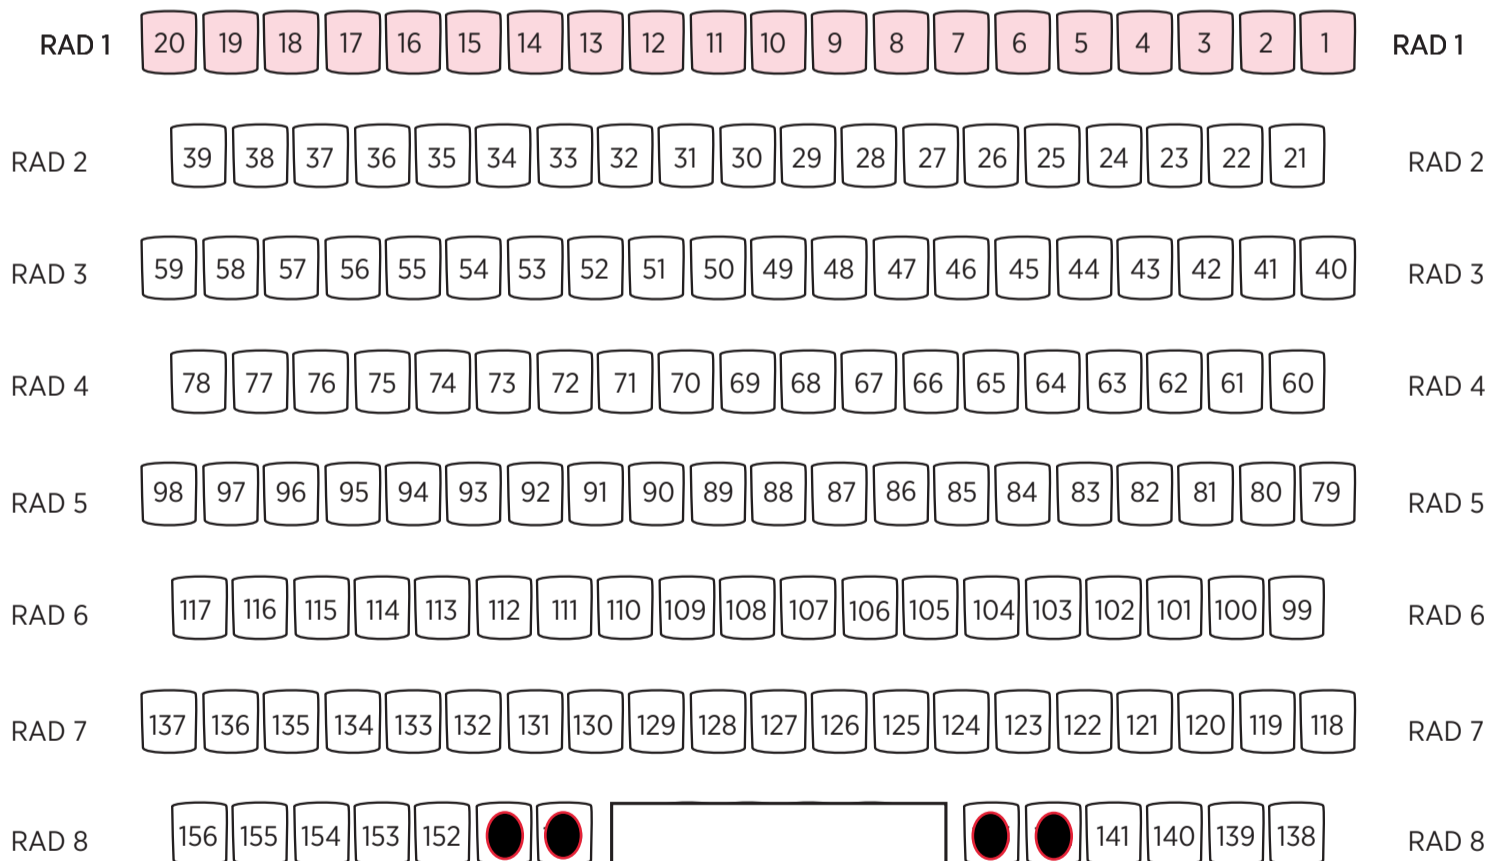 RAD 1 20 19 18 17 16 15 14 13 12 11 10 9 8 7 6 5 4 3 2 1 RAD 1
RAD 2 39 38 37 36 35 34 33 32 31 30 29 28 27 26 25 24 23 22 21 RAD 2
RAD 3 59 58 57 56 55 54 53 52 51 50 49 48 47 46 45 44 43 42 41 40 RAD 3
RAD 4 78 77 76 75 74 73 72 71 70 69 68 67 66 65 64 63 62 61 60 RAD 4
RAD 5 98 97 96 95 94 93 92 91 90 89 88 87 86 85 84 83 82 81 80 79 RAD 5
RAD 6 117 116 115 114 113 112 111 110 109 108 107 106 105 104 103 102 101 100 99 RAD 6
RAD 7 137 136 135 134 133 132 131 130 129 128 127 126 125 124 123 122 121 120 119 118 RAD 7
RAD 8 156 155 154 153 152 141 140 139 138 RAD 8